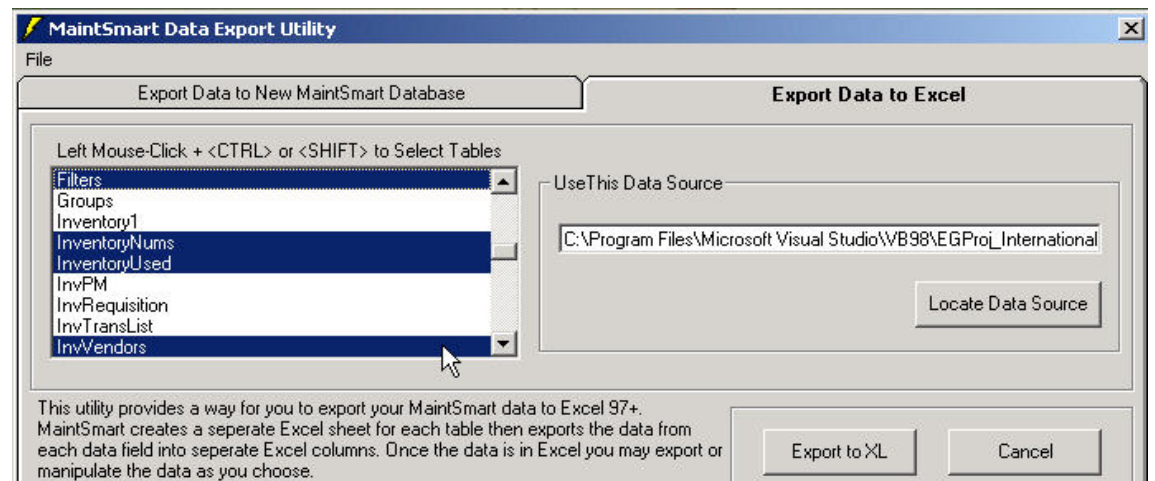 MaintSmart Data Export Utility
File
Export Data to New MaintSmart Database
Export Data to Excel
Left Mouse-Click + <CTRL> or <SHIFT> to Select Tables
Filters
Groups
Inventory1
InventoryNums
InventoryUsed
InvPM
InvRequisition
InvTransList
InvVendors
UseThis Data Source
C:\Program Files\Microsoft Visual Studio\VB98\EGProj_International
Locate Data Source
This utility provides a way for you to export your MaintSmart data to Excel 97+.
MaintSmart creates a seperate Excel sheet for each table then exports the data from
each data field into seperate Excel columns. Once the data is in Excel you may export or
manipulate the data as you choose.
Export to XL
Cancel